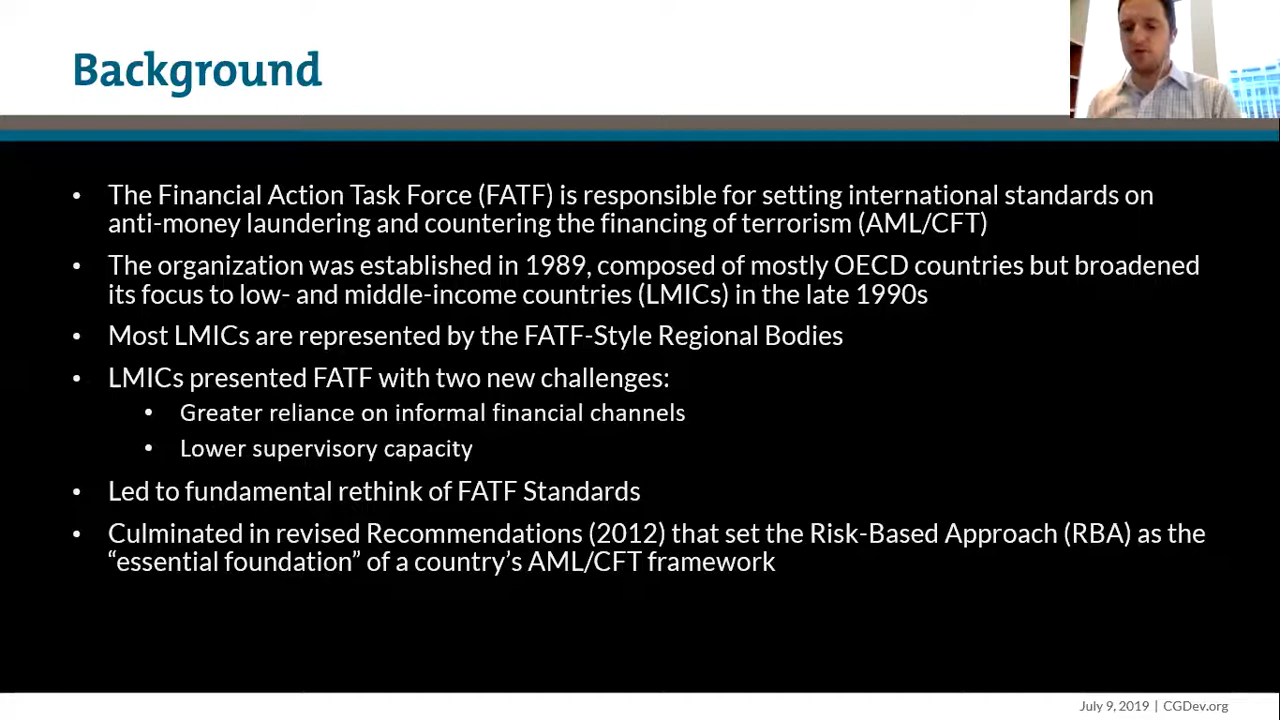 Background
• The Financial Action Task Force (FATF) is responsible for setting international standards on
anti-money laundering and countering the financing of terrorism (AML/CFT)
• The organization was established in 1989, composed of mostly OECD countries but broadened
its focus to low- and middle-income countries (LMICs) in the late 1990s
• Most LMICs are represented by the FATF-Style Regional Bodies
• LMICs presented FATF with two new challenges:
• Greater reliance on informal financial channels
• Lower supervisory capacity
• Led to fundamental rethink of FATF Standards
• Culminated in revised Recommendations (2012) that set the Risk-Based Approach (RBA) as the
“essential foundation” of a country’s AML/CFT framework
July 9, 2019 | CGDev.org